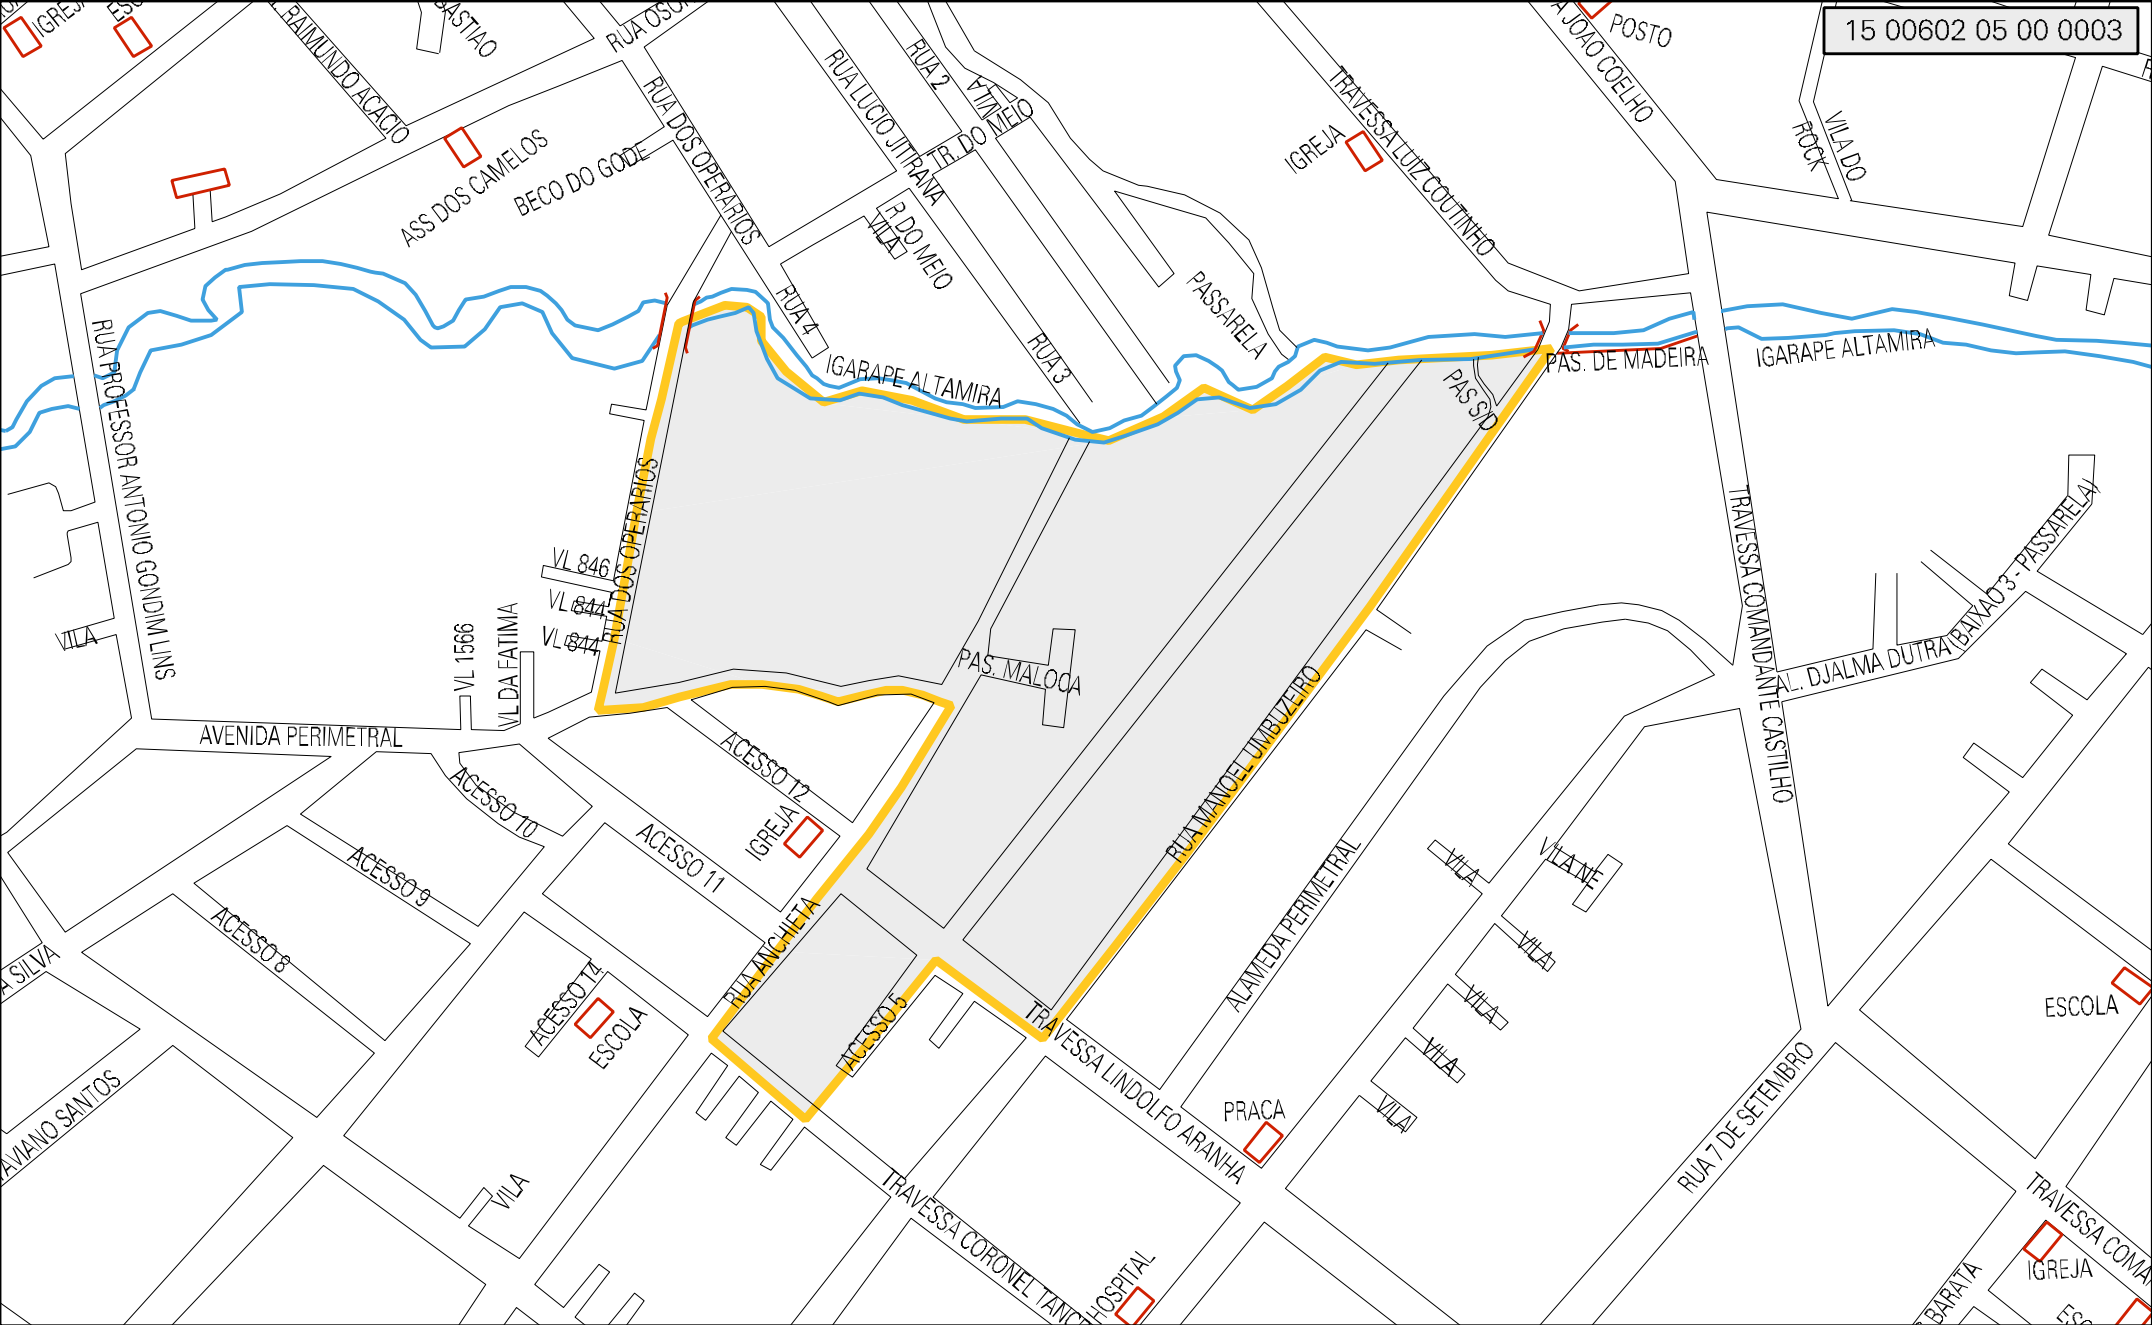 IGREJA
RAIMUNDO ACACIO
BASTIAO
RUA 2
VILA
TR. DO MEIO
RUA LUCIO JITIRANA
TRAVESSA LUIZ COUTINHO
IGREJA
A JOAO COELHO
POSTO
15 00602 05 00 0003
VILA DO
ROCK
ASS DOS CAMELOS
BECO DO GODE
RUA DOS OPERARIOS
R.DO MEIO
VILA
RUA 4
RUA 3
PASSARELA
IGARAPE ALTAMIRA
PAS S/D
PAS. DE MADEIRA
IGARAPE ALTAMIRA
RUA PROFESSOR ANTONIO GONDIM LINS
RUA DOS OPERARIOS
VL 846
VL 844
VL 844
VILA
VL 1566
VL DA FATIMA
AVENIDA PERIMETRAL
PAS. MALOCA
RUA MANOEL UMBUZEIRO
TRAVESSA COMANDANTE CASTILHO
AL. DJALMA DUTRA (BAIXAO 3 - PASSARELA)
ACESSO 12
IGREJA
ACESSO 10
ACESSO 11
ACESSO 9
ACESSO 8
A SILVA
ACESSO 14
ESCOLA
RUA ANCHIETA
ACESSO 5
ALAMEDA PERIMETRAL
VILA
VILA NE
VILA
VILA
VILA
VILA
ESCOLA
TRAVESSA LINDOLFO ARANHA
PRACA
RUA 7 DE SETEMBRO
AVIANO SANTOS
VILA
TRAVESSA CORONEL TANC
HOSPITAL
TRAVESSA COMA
IGREJA
BARATA
ESC